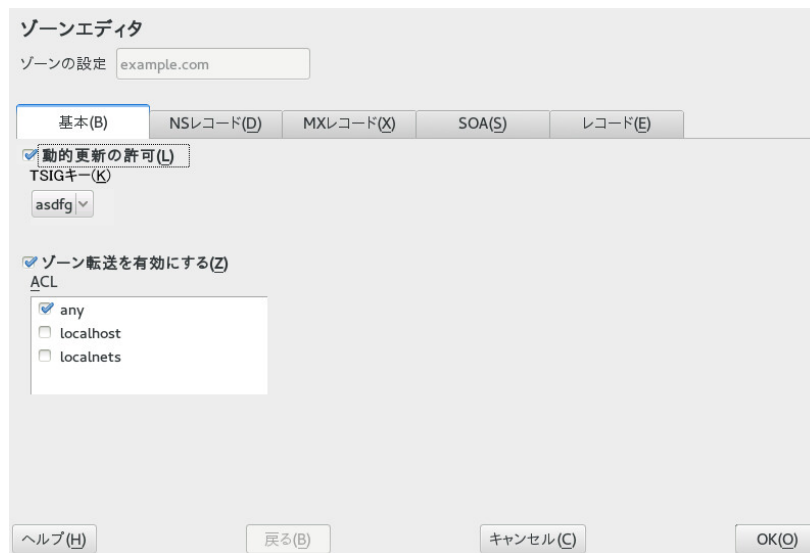 ゾーンエディタ
ゾーンの設定 example.com
基本(B) NSレコード(D) MXレコード(X) SOA(S) レコード(E)
動的更新の許可(L)
TSIGキー(K)
asdfg
ゾーン転送を有効にする(Z)
ACL
any
localhost
localnets
ヘルプ(H) 戻る(B) キャンセル(C) OK(O)